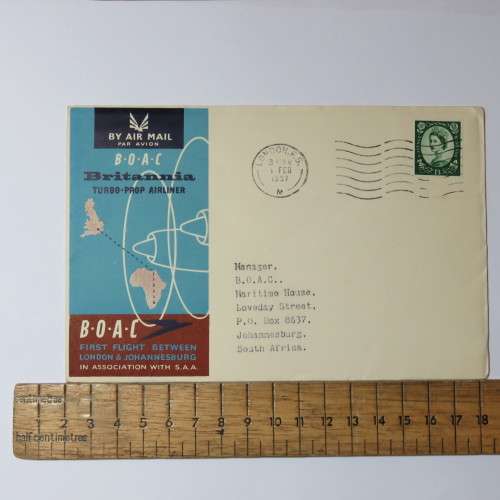 BY AIR MAIL
PAR AVION
B·O·A·C
Britannia
TURBO-PROP AIRLINER
B·O·A·C
FIRST FLIGHT BETWEEN
LONDON & JOHANNESBURG
IN ASSOCIATION WITH S.A.A.
LONDON, F.S.
FEB
1957
Manager.
B.O.A.C..
Maritime House.
Loveday Street.
P.O. Box 8637.
Johannesburg.
South Africa.
half centimetres
1 2 3 4 5 6 7 8 9 10 11 12 13 14 15 16 17 18